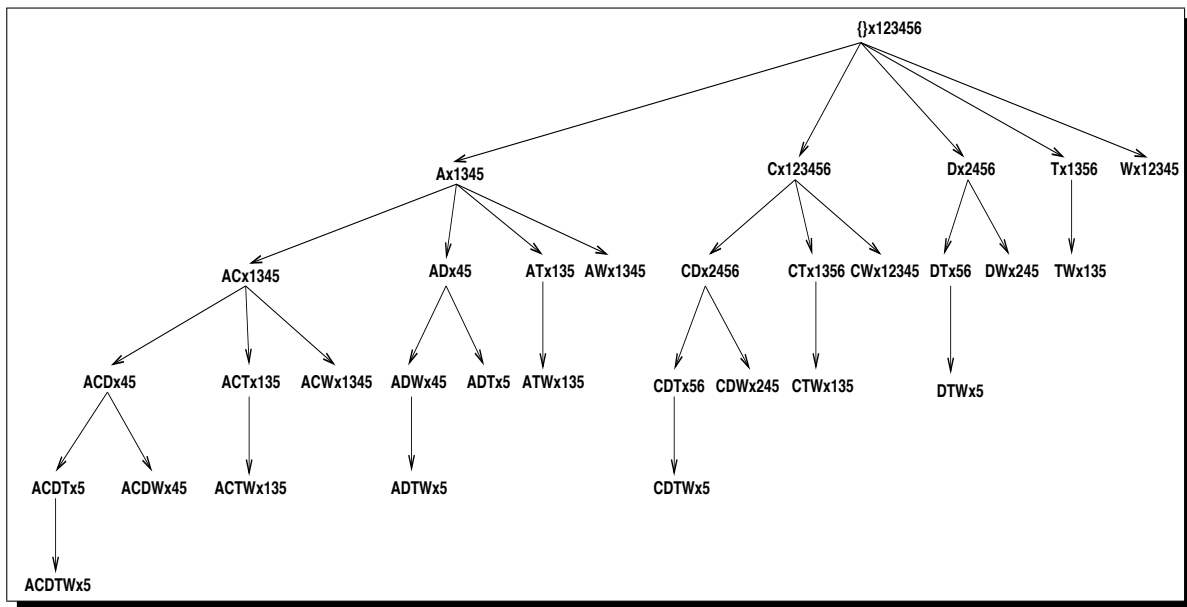 {}x123456
Ax1345 Cx123456 Dx2456 Tx1356 Wx12345
ACx1345 ADx45 ATx135 AWx1345 CDx2456 CTx1356 CWx12345 DTx56 DWx245 TWx135
ACDx45 ACTx135 ACWx1345 ADWx45 ADTx5 ATWx135 CDTx56 CDWx245 CTWx135 DTWx5
ACDTx5 ACDWx45 ACTWx135 ADTWx5 CDTWx5
ACDTWx5